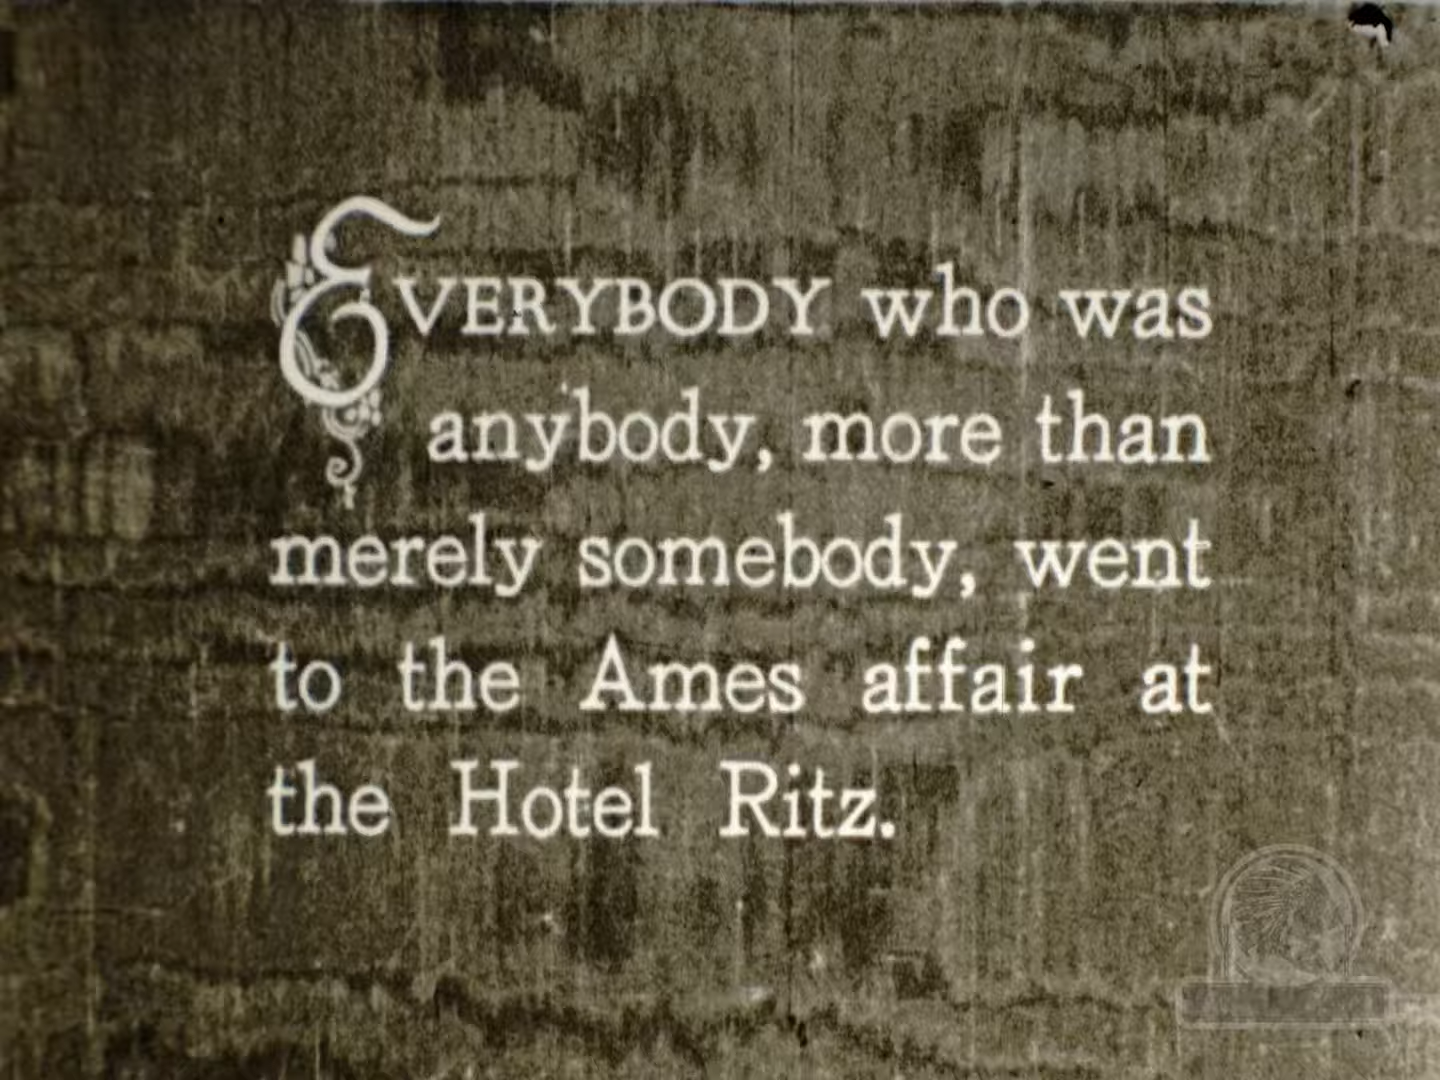 EVERYBODY who was
anybody, more than
merely somebody, went
to the Ames affair at
the Hotel Ritz.